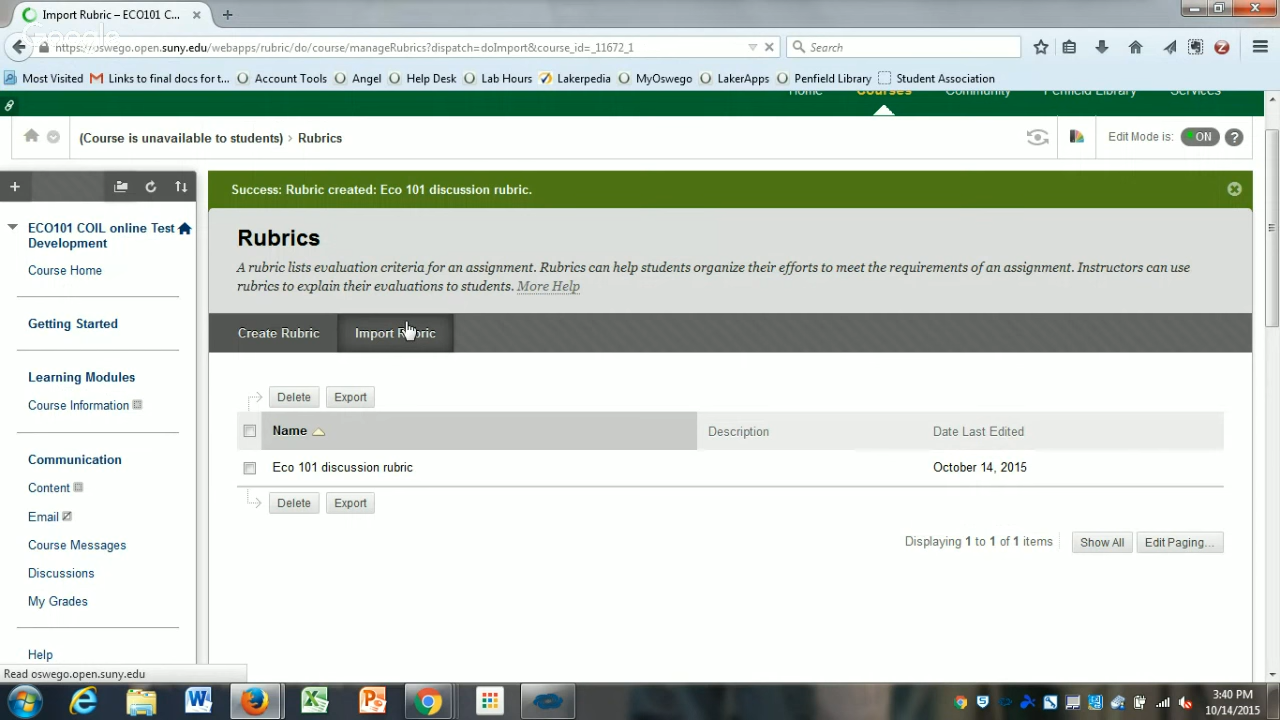 Import Rubric – ECO101 C...
Google
https://oswego.open.suny.edu/webapps/rubric/do/course/manageRubrics?dispatch=doImport&course_id=_11672_1
Search
Most Visited
Links to final docs for t...
Account Tools
Angel
Help Desk
Lab Hours
Lakerpedia
MyOswego
LakerApps
Penfield Library
Student Association
Home
Courses
Community
Penfield Library
Services
(Course is unavailable to students) > Rubrics
Edit Mode is: ON ?
ECO101 COIL online Test
Development
Course Home
Getting Started
Learning Modules
Course Information
Communication
Content
Email
Course Messages
Discussions
My Grades
Help
Success: Rubric created: Eco 101 discussion rubric.
Rubrics
A rubric lists evaluation criteria for an assignment. Rubrics can help students organize their efforts to meet the requirements of an assignment. Instructors can use
rubrics to explain their evaluations to students. More Help
Create Rubric
Import Rubric
Delete
Export
Name
Description
Date Last Edited
Eco 101 discussion rubric
October 14, 2015
Delete
Export
Displaying 1 to 1 of 1 items
Show All
Edit Paging...
Read oswego.open.suny.edu
3:40 PM
10/14/2015